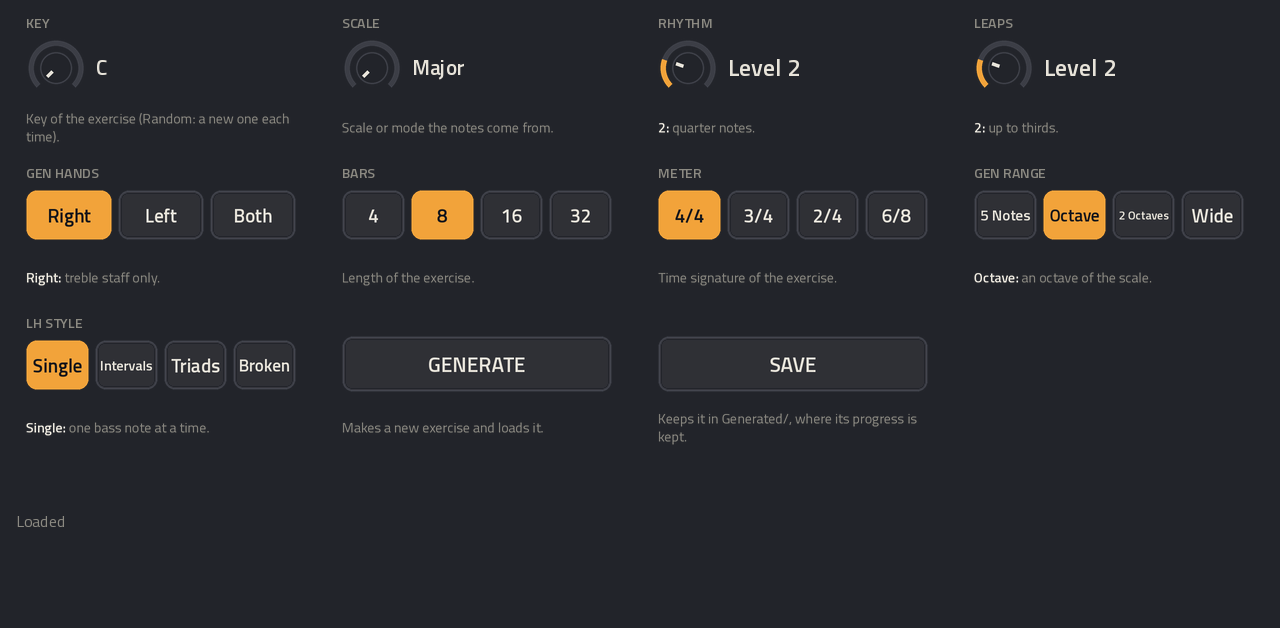 KEY
SCALE
RHYTHM
LEAPS
C
Major
Level 2
Level 2
Key of the exercise (Random: a new one each
time).
Scale or mode the notes come from.
2: quarter notes.
2: up to thirds.
GEN HANDS
BARS
METER
GEN RANGE
Right
Left
Both
4
8
16
32
4/4
3/4
2/4
6/8
5 Notes
Octave
2 Octaves
Wide
Right: treble staff only.
Length of the exercise.
Time signature of the exercise.
Octave: an octave of the scale.
LH STYLE
Single
Intervals
Triads
Broken
GENERATE
SAVE
Single: one bass note at a time.
Makes a new exercise and loads it.
Keeps it in Generated/, where its progress is
kept.
Loaded